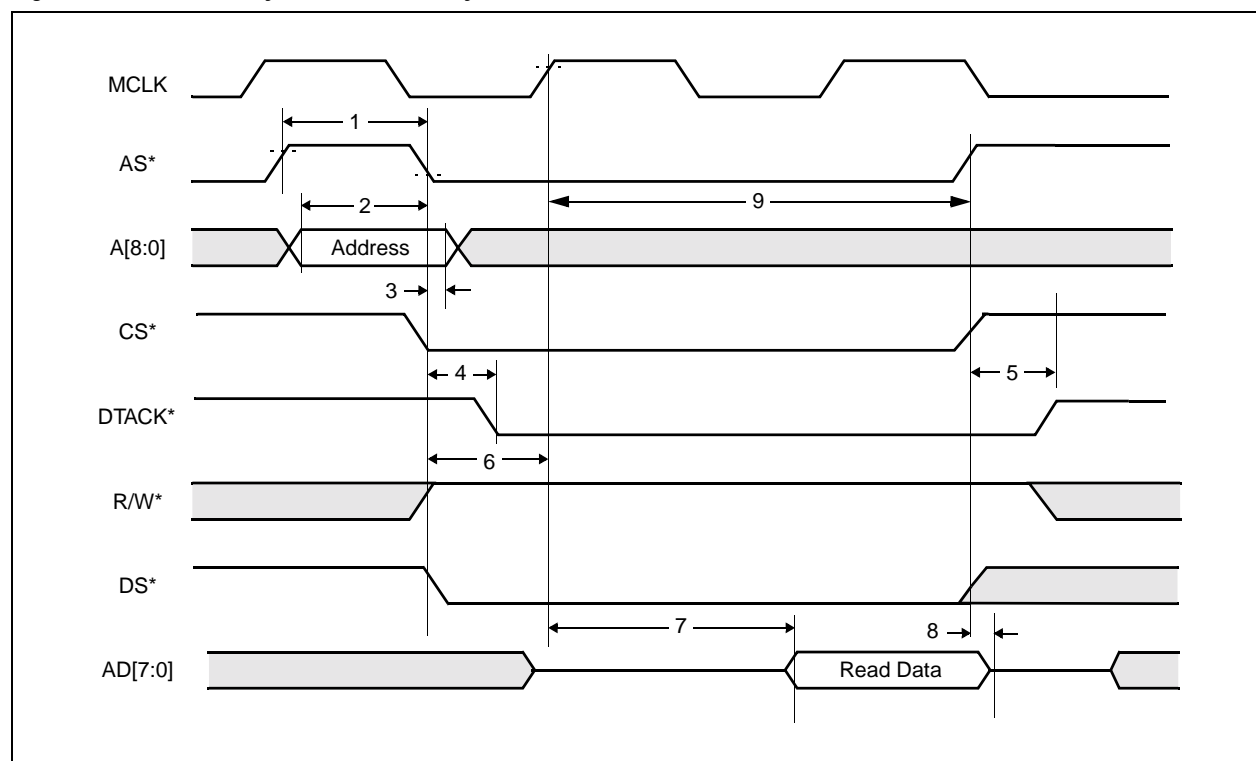 MCLK
1
AS*
2
9
A[8:0]
Address
3
CS*
4
5
DTACK*
6
R/W*
DS*
7
8
AD[7:0]
Read Data